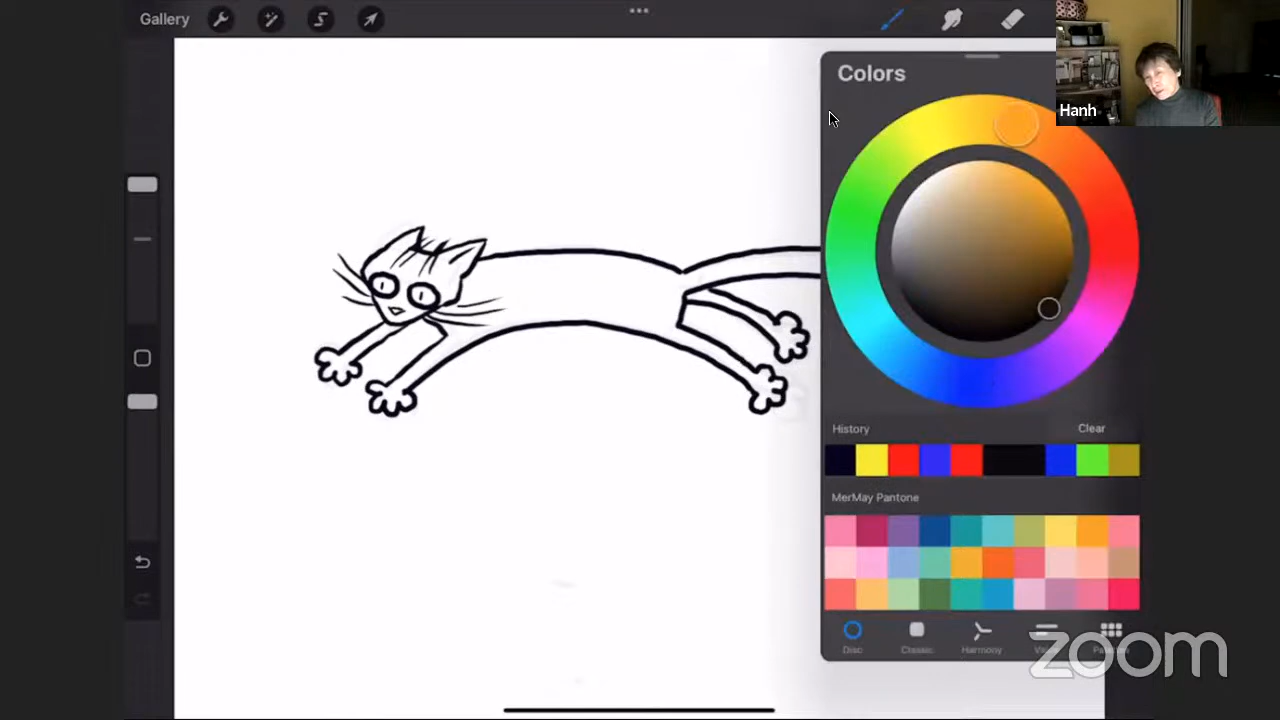 Gallery
Colors
Hanh
History
Clear
MerMay Pantone
Disc
Classic
Harmony
zoom